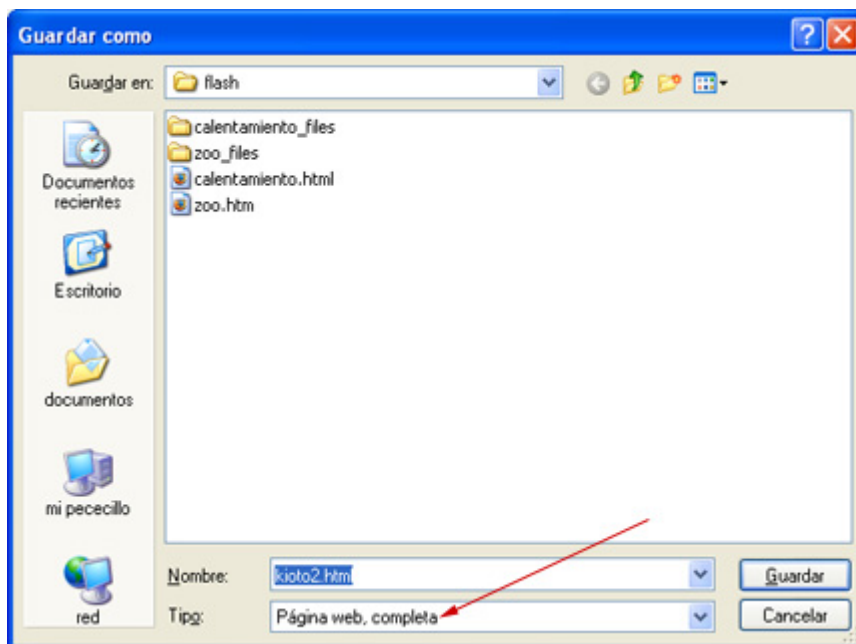 Guardar como
Guardar en:
flash
calentamiento_files
zoo_files
calentamiento.html
zoo.htm
Documentos
recientes
Escritorio
documentos
mi pececillo
red
Nombre:
kioto2.html
Guardar
Tipo:
Página web, completa
Cancelar